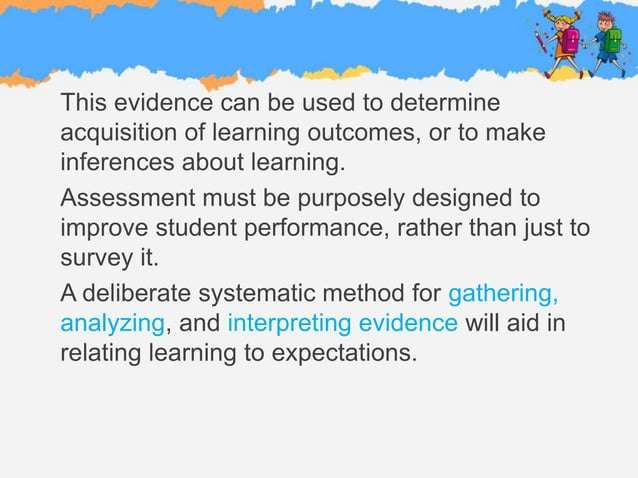 This evidence can be used to determine
acquisition of learning outcomes, or to make
inferences about learning.
Assessment must be purposely designed to
improve student performance, rather than just to
survey it.
A deliberate systematic method for gathering,
analyzing, and interpreting evidence will aid in
relating learning to expectations.